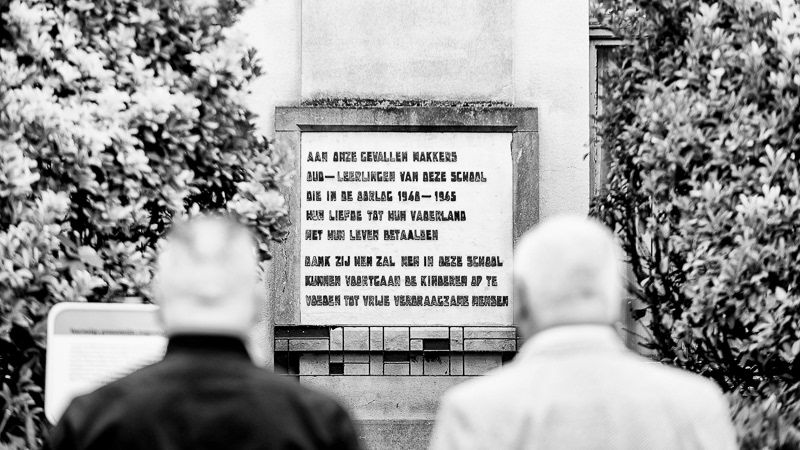 AAN ONZE GEVALLEN MAKKERS
OUD—LEERLINGEN VAN DEZE SCHOOL
DIE IN DE OORLOG 1940—1945
HUN LIEFDE TOT HUN VADERLAND
MET HUN LEVEN BETAALDEN
DANK ZIJ HEN ZAL MEN IN DEZE SCHOOL
KUNNEN VOORTGAAN DE KINDEREN OP TE
VOEDEN TOT VRIJE VERDRAAGZAME MENSEN